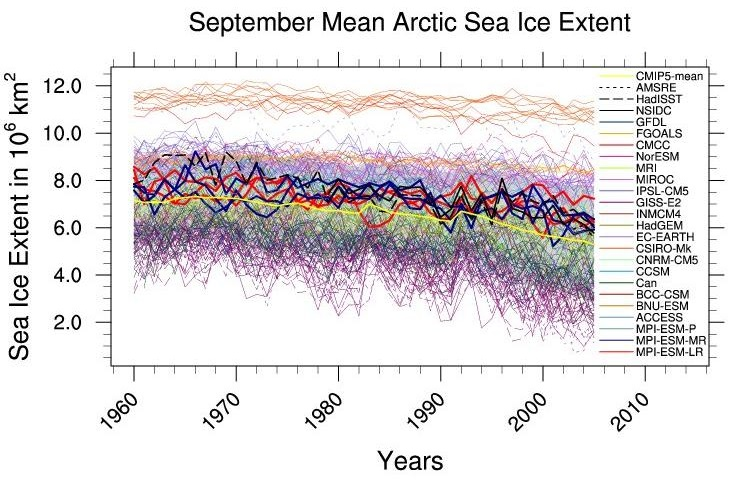 September Mean Arctic Sea Ice Extent
Sea Ice Extent in 10⁶ km²
12.0
10.0
8.0
6.0
4.0
2.0
1960
1970
1980
1990
2000
2010
Years
CMIP5-mean
AMSRE
HadISST
NSIDC
GFDL
FGOALS
CMCC
NorESM
MRI
MIROC
IPSL-CM5
GISS-E2
INMCM4
HadGEM
EC-EARTH
CSIRO-Mk
CNRM-CM5
CCSM
Can
BCC-CSM
BNU-ESM
ACCESS
MPI-ESM-P
MPI-ESM-MR
MPI-ESM-LR